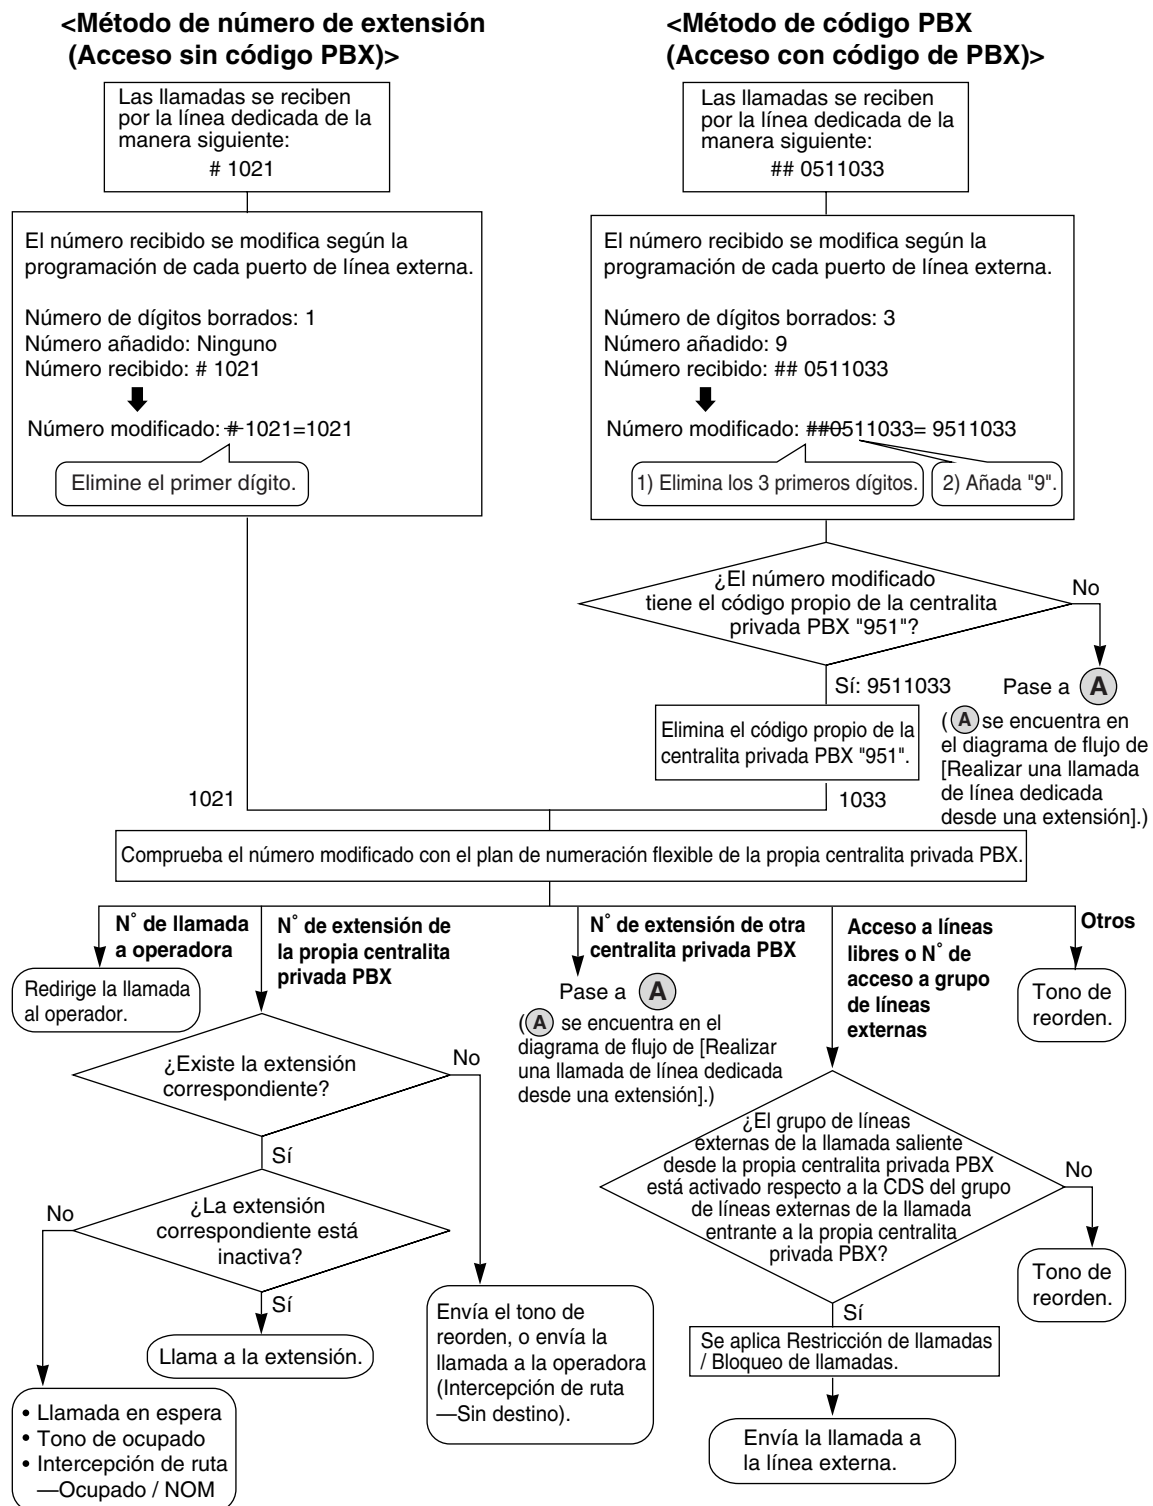 <Método de número de extensión
(Acceso sin código PBX)>
<Método de código PBX
(Acceso con código de PBX)>
Las llamadas se reciben
por la línea dedicada de la
manera siguiente:
# 1021
Las llamadas se reciben
por la línea dedicada de la
manera siguiente:
## 0511033
El número recibido se modifica según la
programación de cada puerto de línea externa.
Número de dígitos borrados: 1
Número añadido: Ninguno
Número recibido: # 1021
Número modificado: # 1021=1021
Elimine el primer dígito.
El número recibido se modifica según la
programación de cada puerto de línea externa.
Número de dígitos borrados: 3
Número añadido: 9
Número recibido: ## 0511033
Número modificado: ##0511033= 9511033
1) Elimina los 3 primeros dígitos.
2) Añada "9".
¿El número modificado
tiene el código propio de la centralita
privada PBX "951"?
No
Sí: 9511033
Pase a A
(A se encuentra en
el diagrama de flujo de
[Realizar una llamada
de línea dedicada
desde una extensión].)
Elimina el código propio de la
centralita privada PBX "951".
1021
1033
Comprueba el número modificado con el plan de numeración flexible de la propia centralita privada PBX.
N° de llamada
a operadora
N° de extensión de
la propia centralita
privada PBX
N° de extensión de otra
centralita privada PBX
Acceso a líneas
libres o N° de
acceso a grupo
de líneas
externas
Otros
Redirige la llamada
al operador.
Pase a A
(A se encuentra en el
diagrama de flujo de [Realizar
una llamada de línea dedicada
desde una extensión].)
Tono de
reorden.
¿Existe la extensión
correspondiente?
No
Sí
¿La extensión
correspondiente está
inactiva?
No
Sí
¿El grupo de líneas
externas de la llamada saliente
desde la propia centralita privada PBX
está activado respecto a la CDS del grupo
de líneas externas de la llamada
entrante a la propia centralita
privada PBX?
No
Tono de
reorden.
Sí
Llama a la extensión.
Envía el tono de
reorden, o envía la
llamada a la operadora
(Intercepción de ruta
—Sin destino).
Se aplica Restricción de llamadas
/ Bloqueo de llamadas.
• Llamada en espera
• Tono de ocupado
• Intercepción de ruta
—Ocupado / NOM
Envía la llamada a
la línea externa.